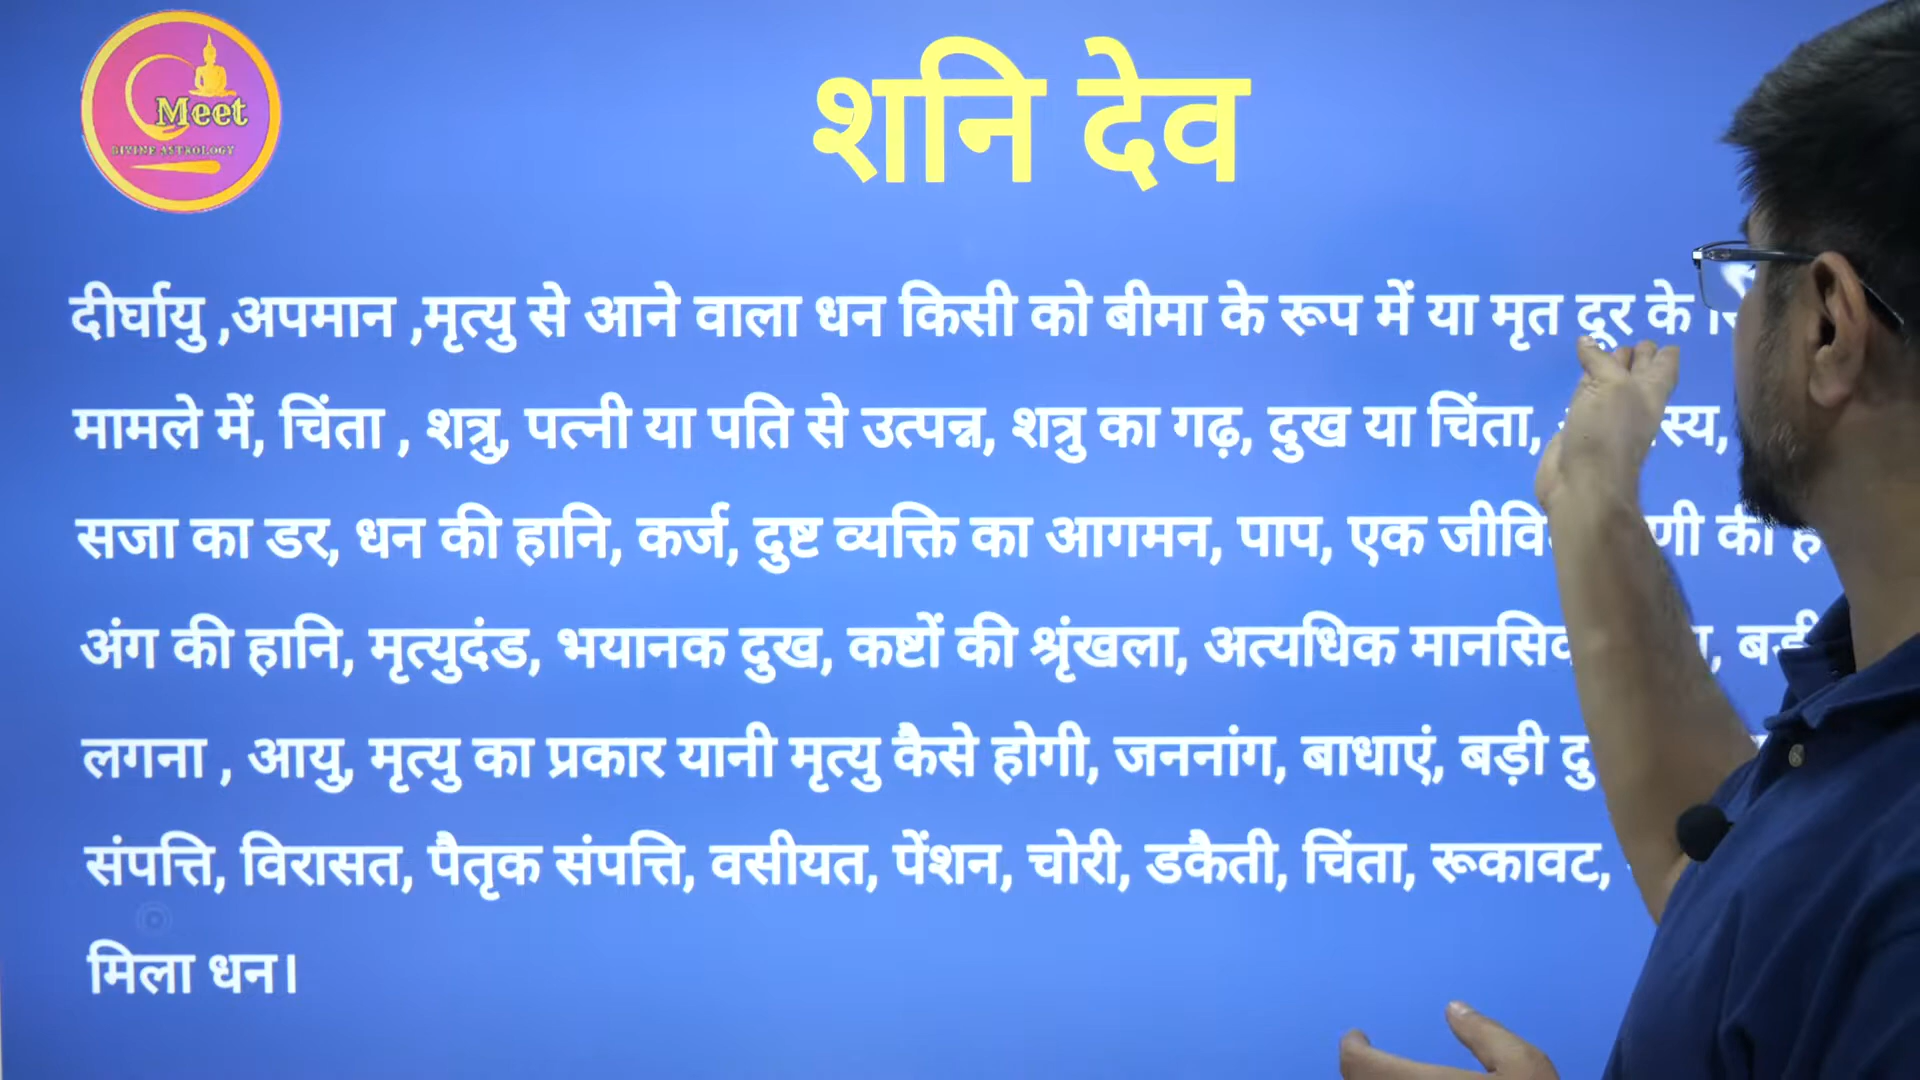 Meet
DIVINE ASTROLOGY
शनि देव
दीर्घायु ,अपमान ,मृत्यु से आने वाला धन किसी को बीमा के रूप में या मृत दूर के
मामले में, चिंता , शत्रु, पत्नी या पति से उत्पन्न, शत्रु का गढ़, दुख या चिंता,
सजा का डर, धन की हानि, कर्ज, दुष्ट व्यक्ति का आगमन, पाप, एक की
अंग की हानि, मृत्युदंड, भयानक दुख, कष्टों की श्रृंखला, अत्यधिक
लगना , आयु, मृत्यु का प्रकार यानी मृत्यु कैसे होगी, जननांग, बाधाएं, बड़ी
संपत्ति, विरासत, पैतृक संपत्ति, वसीयत, पेंशन, चोरी, डकैती, चिंता, रूकावट,
मिला धन।